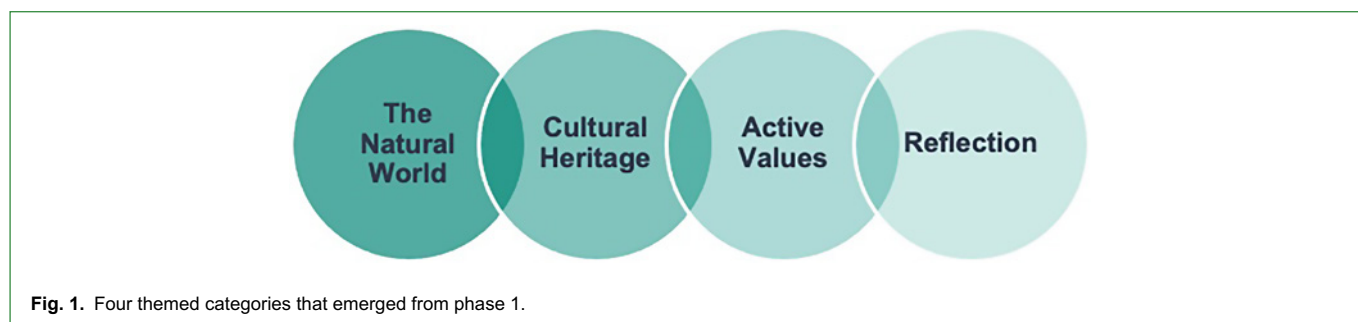 The
Natural
World
Cultural
Heritage
Active
Values
Reflection
Fig. 1. Four themed categories that emerged from phase 1.